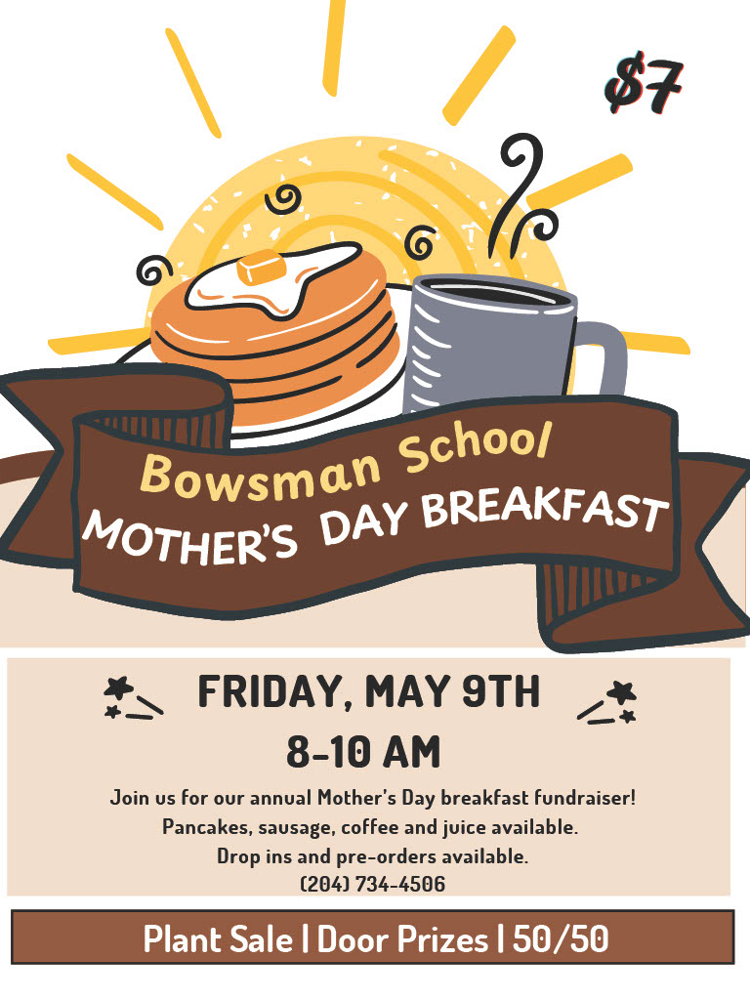 $7
Bowsman School
MOTHER'S DAY BREAKFAST
FRIDAY, MAY 9TH
8-10 AM
Join us for our annual Mother's Day breakfast fundraiser!
Pancakes, sausage, coffee and juice available.
Drop ins and pre-orders available.
(204) 734-4506
Plant Sale | Door Prizes | 50/50